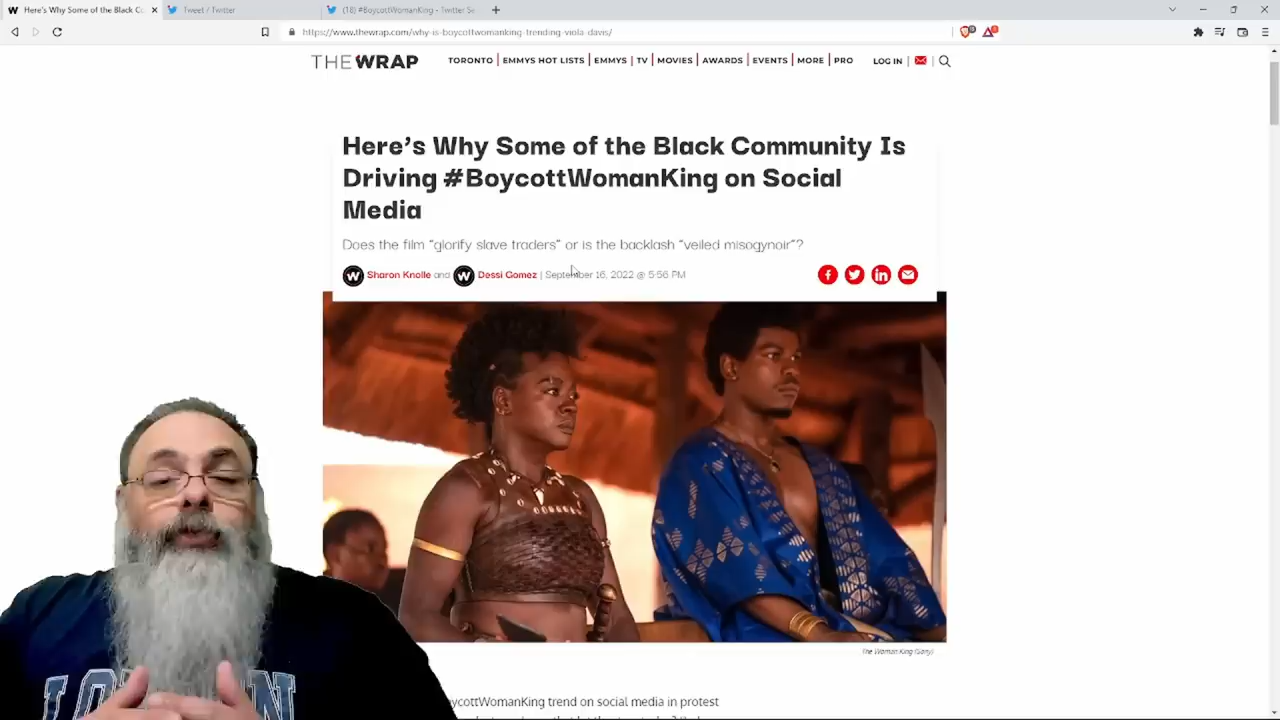 Here's Why Some of the Black Co
Tweet / Twitter
(18) #BoycottWomanKing - Twitter Se
https://www.thewrap.com/why-is-boycottwomanking-trending-viola-davis/
THE WRAP
TORONTO | EMMYS HOT LISTS | EMMYS | TV | MOVIES | AWARDS | EVENTS | MORE | PRO
LOG IN
Here's Why Some of the Black Community Is
Driving #BoycottWomanKing on Social
Media
Does the film "glorify slave traders" or is the backlash "veiled misogynoir"?
Sharon Knolle and Dessi Gomez | September 16, 2022 @ 5:56 PM
The Woman King (Sony)
ycottWomanKing trend on social media in protest